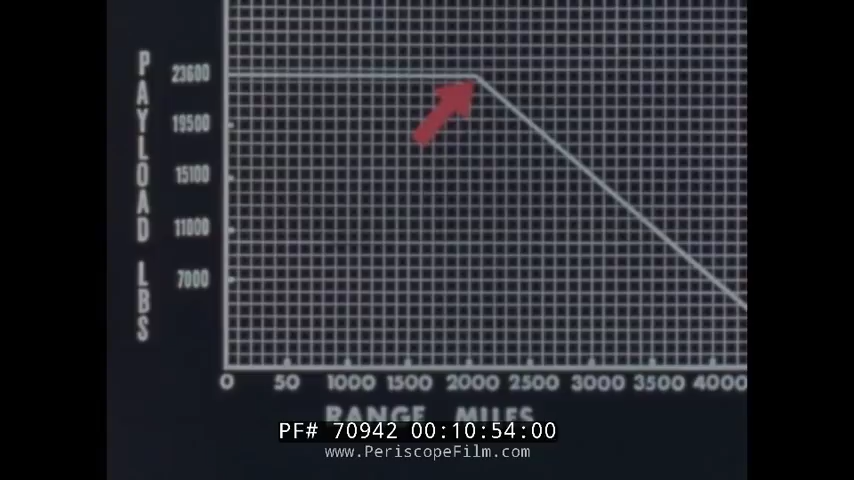 PAYLOAD LBS
23600
19500
15100
11000
7000
0 50 1000 1500 2000 2500 3000 3500 4000
RANGE MILES
PF# 70942 00:10:54:00
www.PeriscopeFilm.com